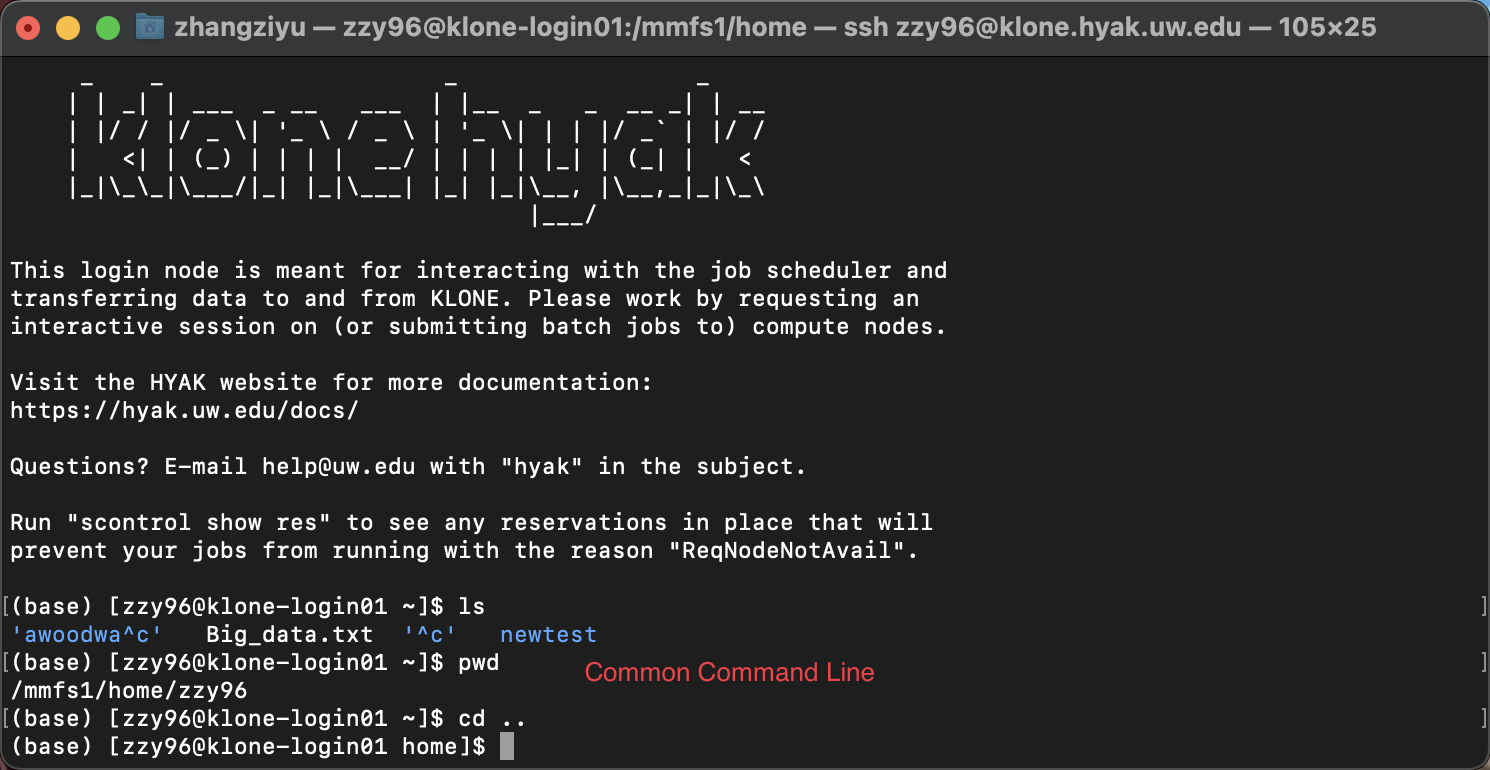 zhangziyu — zzy96@klone-login01:/mmfs1/home — ssh zzy96@klone.hyak.uw.edu — 105×25
klone hyak
This login node is meant for interacting with the job scheduler and
transferring data to and from KLONE. Please work by requesting an
interactive session on (or submitting batch jobs to) compute nodes.
Visit the HYAK website for more documentation:
https://hyak.uw.edu/docs/
Questions? E-mail help@uw.edu with "hyak" in the subject.
Run "scontrol show res" to see any reservations in place that will
prevent your jobs from running with the reason "ReqNodeNotAvail".
[(base) [zzy96@klone-login01 ~]$ ls ]
'awoodwa^c' Big_data.txt '^c' newtest
[(base) [zzy96@klone-login01 ~]$ pwd ]
Common Command Line
/mmfs1/home/zzy96
[(base) [zzy96@klone-login01 ~]$ cd .. ]
(base) [zzy96@klone-login01 home]$